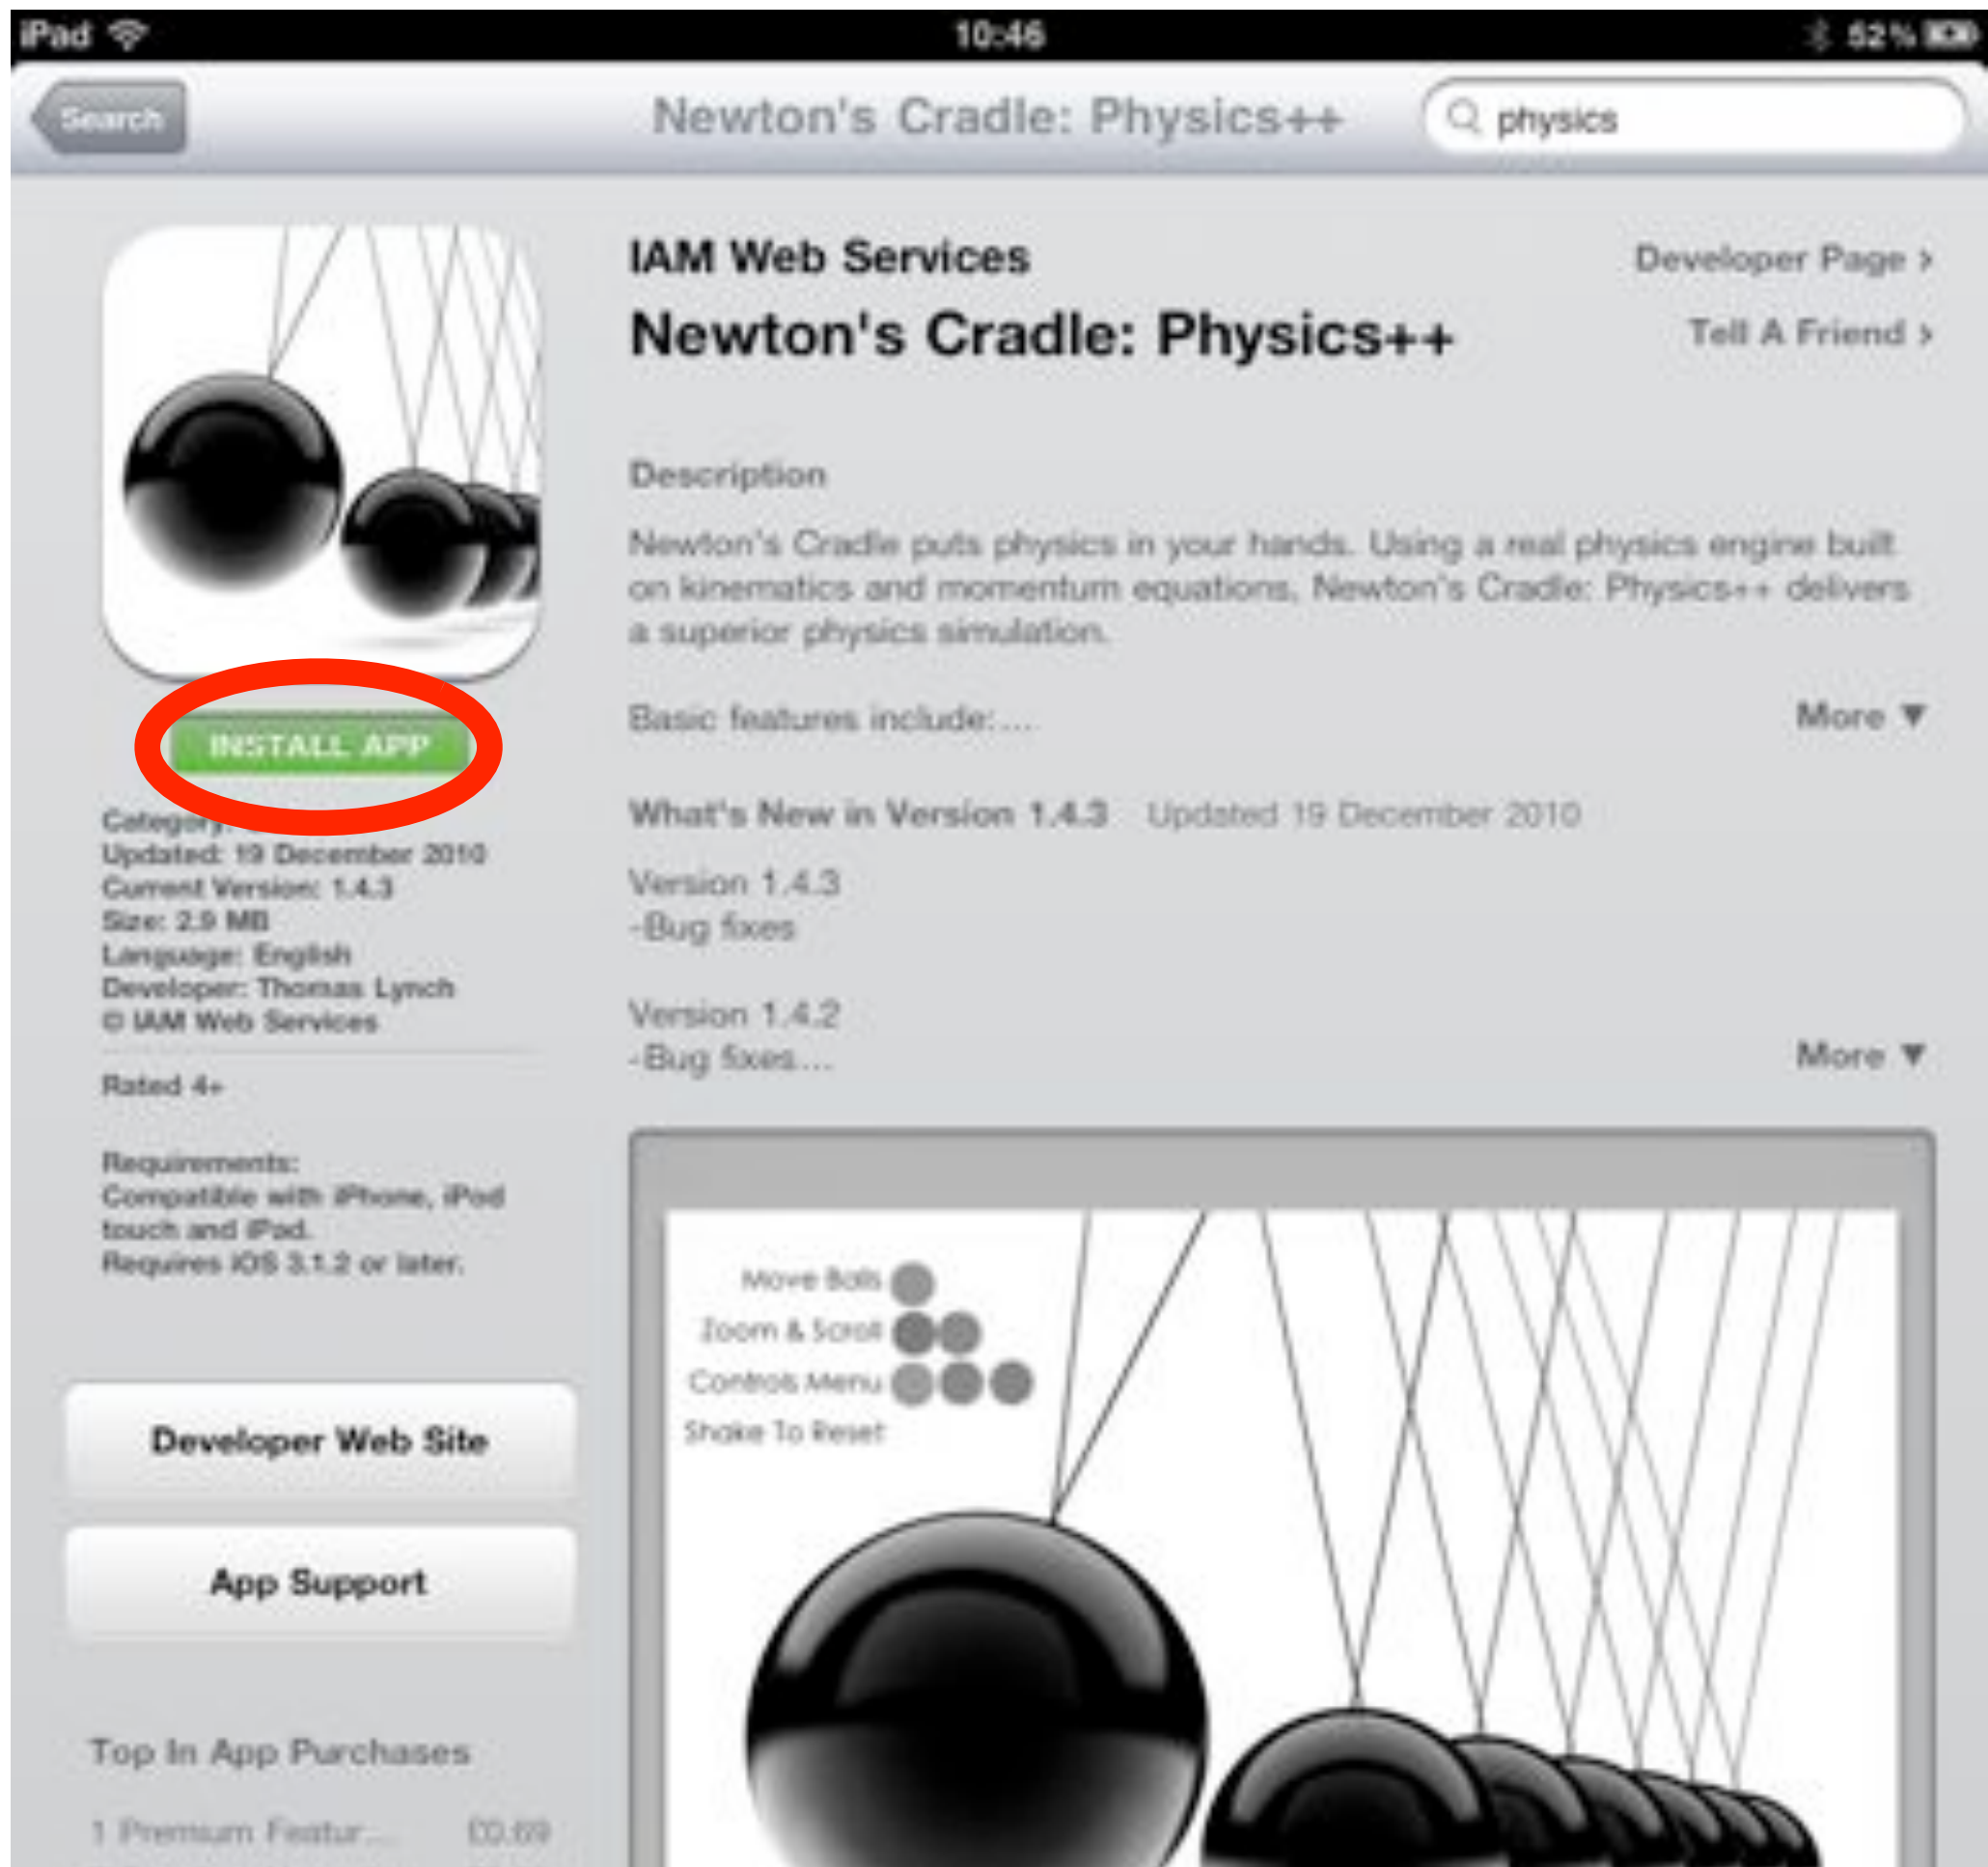 iPad
10:46
52%
Search
Newton's Cradle: Physics++
physics
IAM Web Services
Developer Page >
Newton's Cradle: Physics++
Tell A Friend >
Description
Newton's Cradle puts physics in your hands. Using a real physics engine built
on kinematics and momentum equations, Newton's Cradle: Physics++ delivers
a superior physics simulation.
Basic features include:....
More ▼
INSTALL APP
What's New in Version 1.4.3 Updated 19 December 2010
Version 1.4.3
-Bug fixes
Version 1.4.2
-Bug fixes....
More ▼
Category:
Updated: 19 December 2010
Current Version: 1.4.3
Size: 2.9 MB
Language: English
Developer: Thomas Lynch
© IAM Web Services
Rated 4+
Requirements:
Compatible with iPhone, iPod
touch and iPad.
Requires iOS 3.1.2 or later.
Developer Web Site
App Support
Top In App Purchases
1 Premium Featur... £0.69
Move Balls
Zoom & Scroll
Controls Menu
Shake To Reset